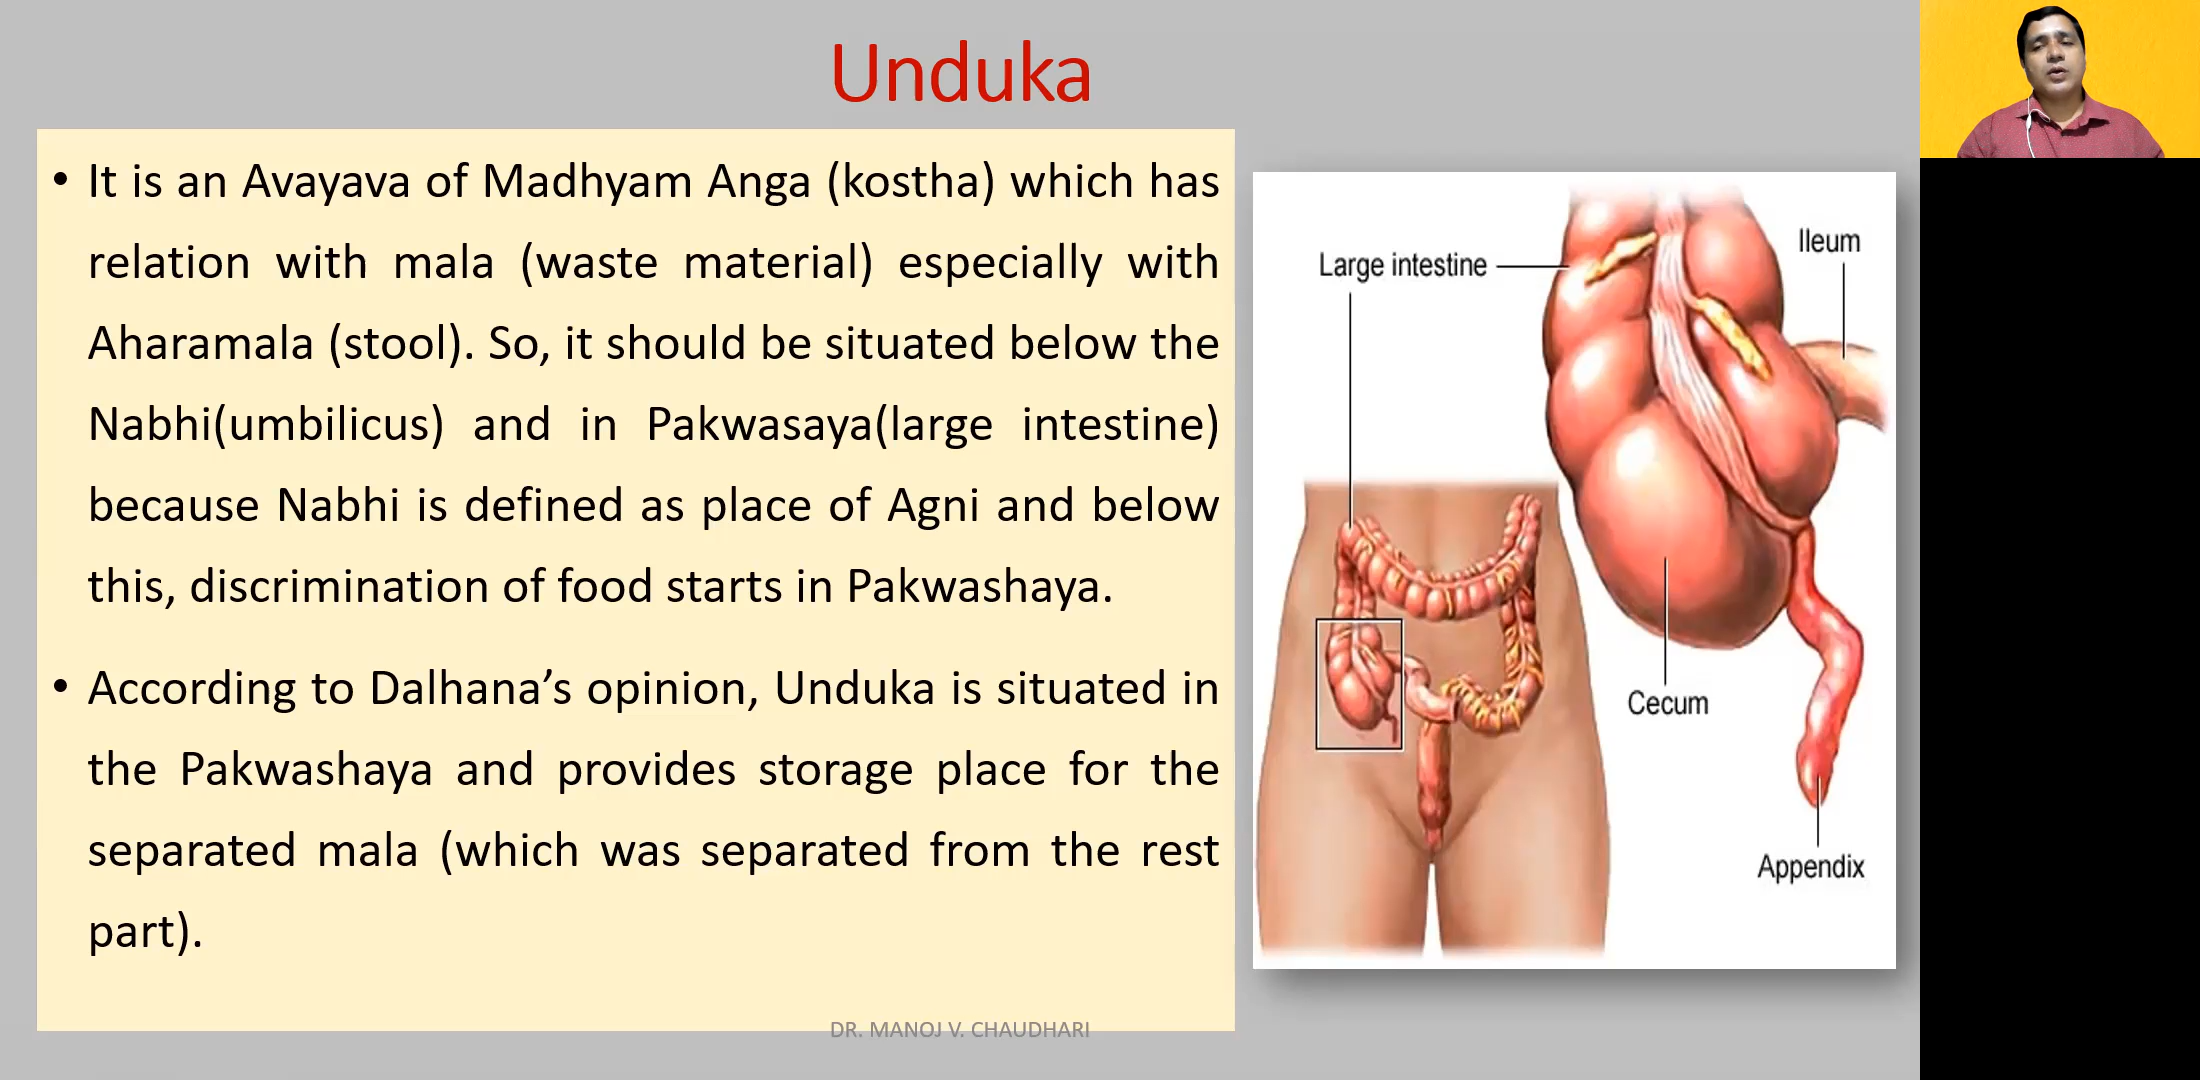 Unduka
• It is an Avayava of Madhyam Anga (kostha) which has
relation with mala (waste material) especially with
Aharamala (stool). So, it should be situated below the
Nabhi(umbilicus) and in Pakwasaya(large intestine)
because Nabhi is defined as place of Agni and below
this, discrimination of food starts in Pakwashaya.
• According to Dalhana’s opinion, Unduka is situated in
the Pakwashaya and provides storage place for the
separated mala (which was separated from the rest
part).
Large intestine
Ileum
Cecum
Appendix
DR. MANOJ V. CHAUDHARI